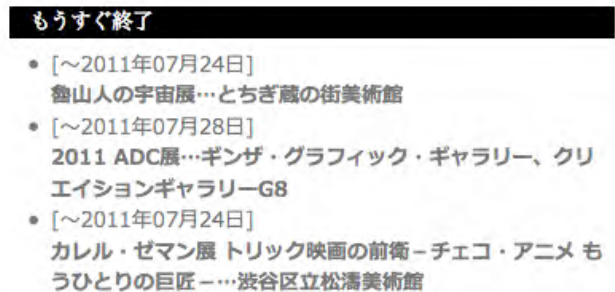 もうすぐ終了
• [～2011年07月24日]
魯山人の宇宙展…とちぎ蔵の街美術館
• [～2011年07月28日]
2011 ADC展…ギンザ・グラフィック・ギャラリー、クリ
エイションギャラリーG8
• [～2011年07月24日]
カレル・ゼマン展 トリック映画の前衛－チェコ・アニメ も
うひとりの巨匠－…渋谷区立松濤美術館